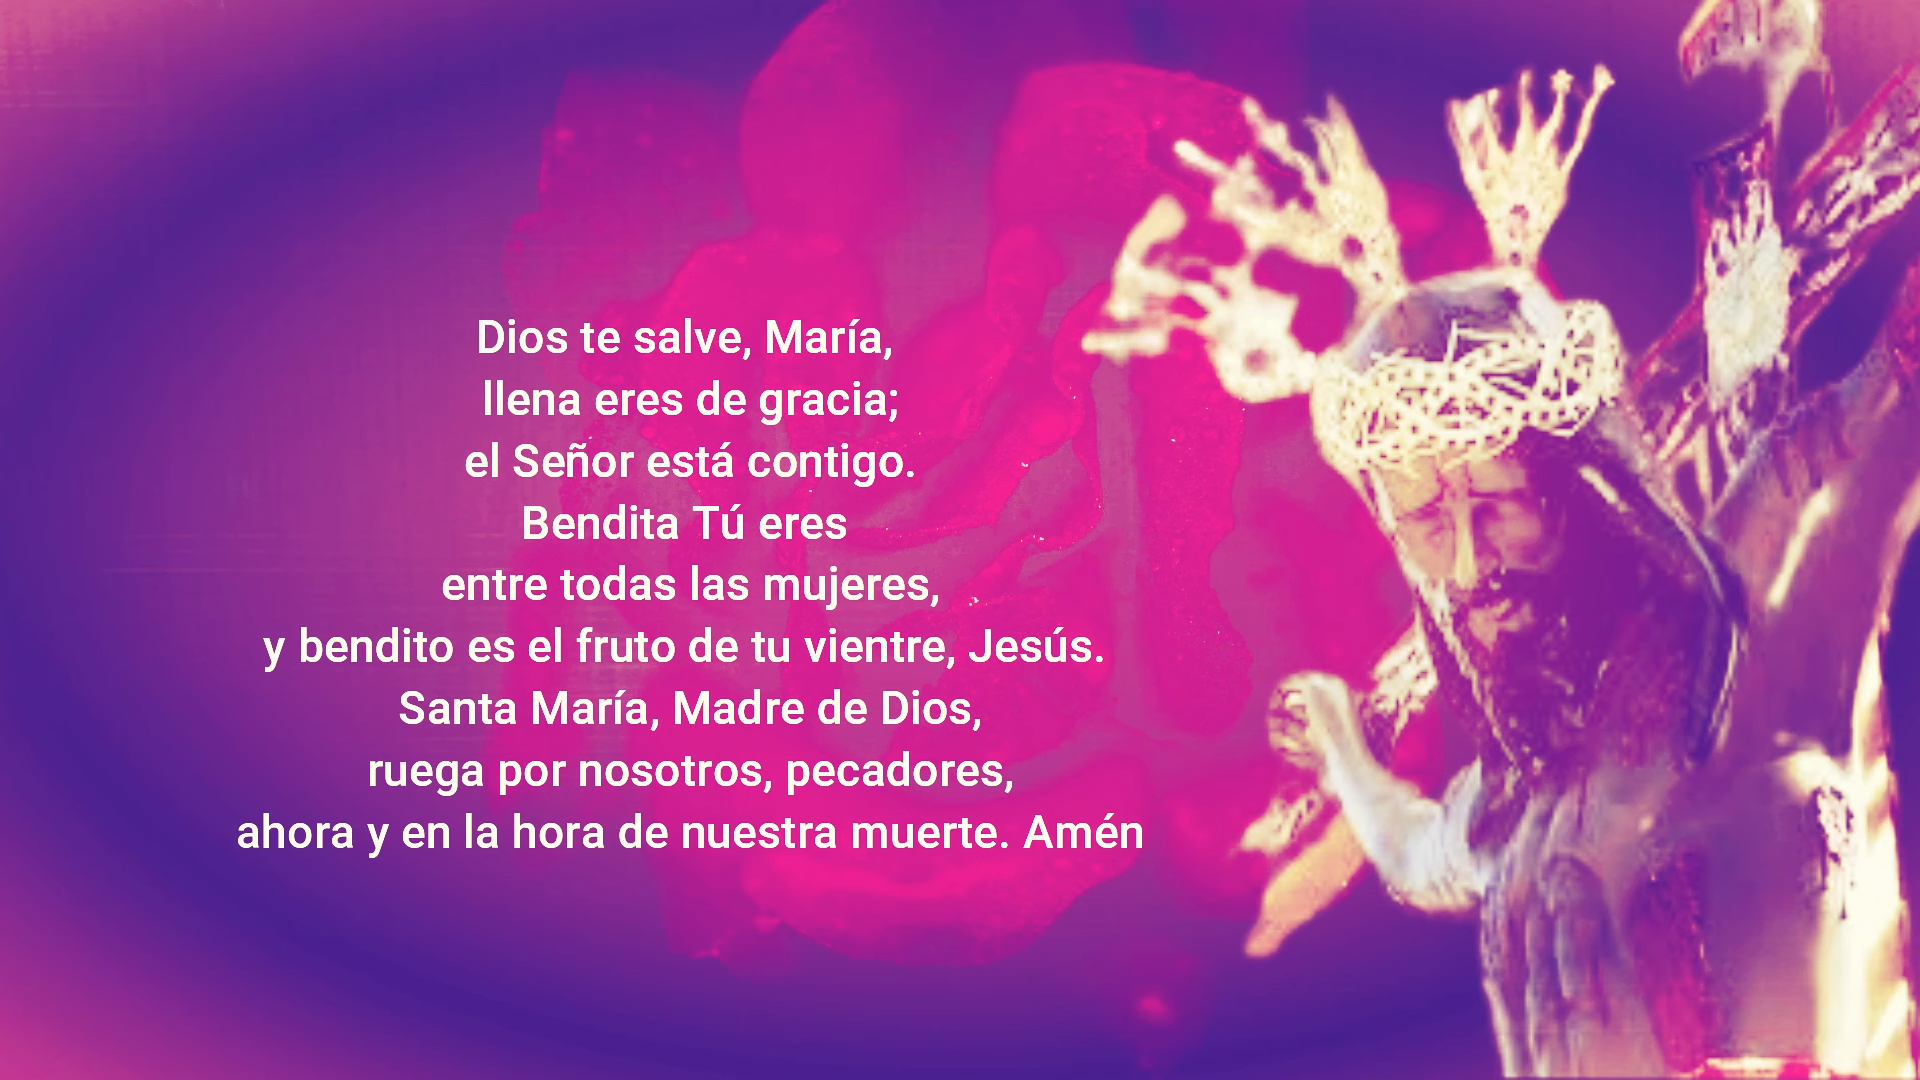 Dios te salve, María,
llena eres de gracia;
el Señor está contigo.
Bendita Tú eres
entre todas las mujeres,
y bendito es el fruto de tu vientre, Jesús.
Santa María, Madre de Dios,
ruega por nosotros, pecadores,
ahora y en la hora de nuestra muerte. Amén